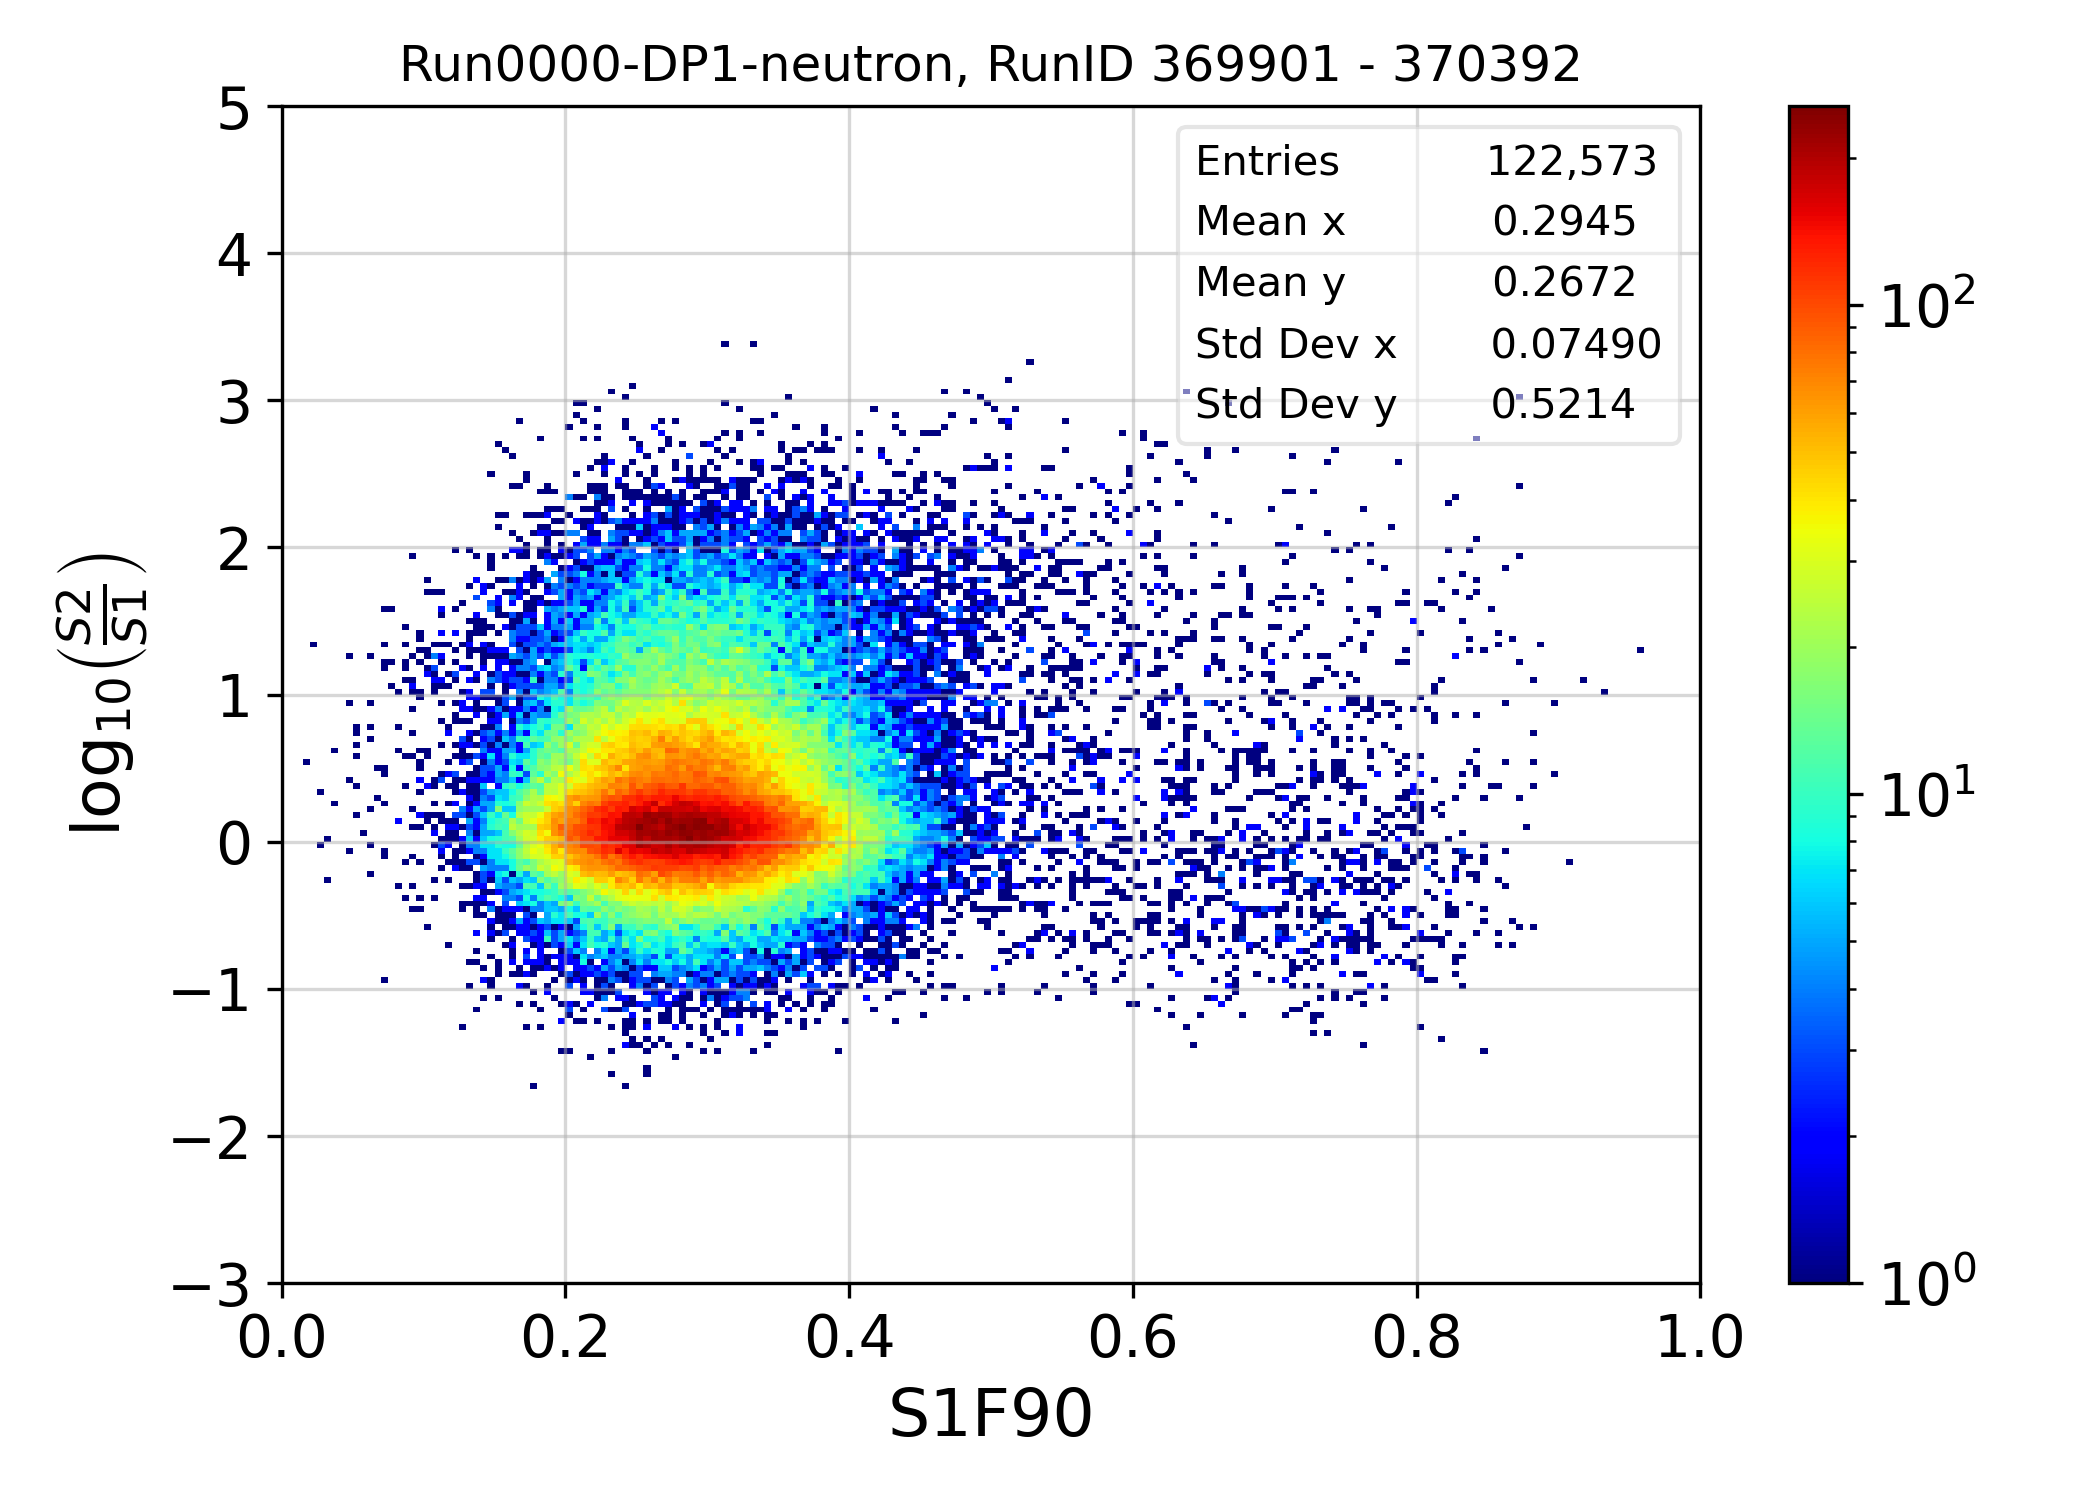 Run0000-DP1-neutron, RunID 369901 - 370392
Entries 122,573
Mean x 0.2945
Mean y 0.2672
Std Dev x 0.07490
Std Dev y 0.5214
5
4
3
2
1
0
−1
−2
−3
log₁₀(S2/S1)
0.0 0.2 0.4 0.6 0.8 1.0
S1F90
10²
10¹
10⁰